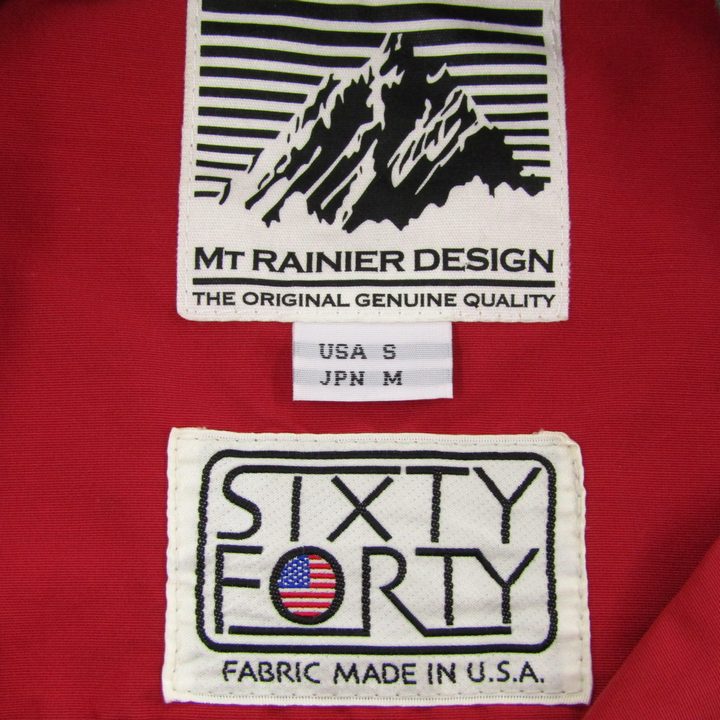 MT RAINIER DESIGN
THE ORIGINAL GENUINE QUALITY
USA S
JPN M
SIXTY
FORTY
FABRIC MADE IN U.S.A.